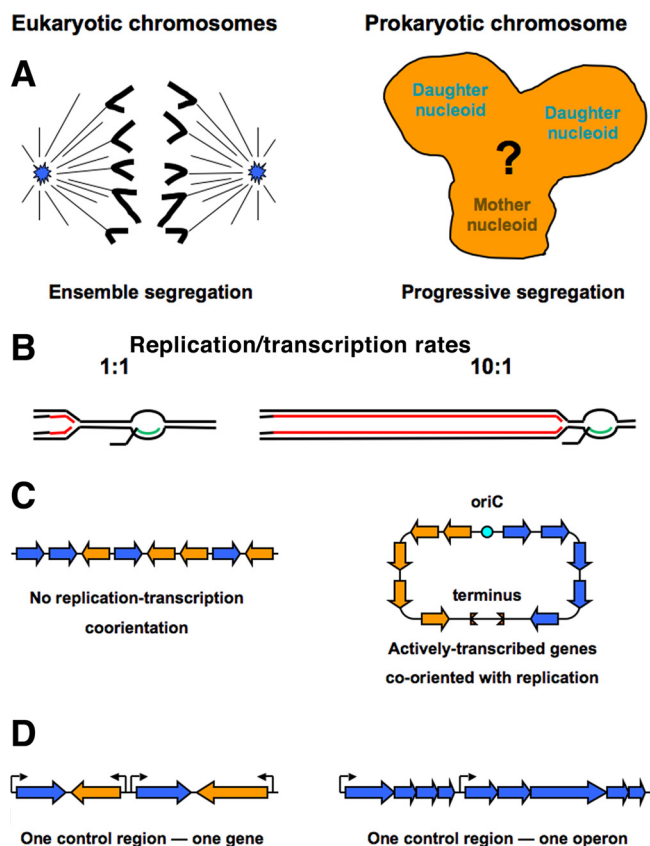 Eukaryotic chromosomes
Prokaryotic chromosome
A
Daughter
nucleoid
Daughter
nucleoid
?
Mother
nucleoid
Ensemble segregation
Progressive segregation
B
Replication/transcription rates
1:1
10:1
C
oriC
No replication-transcription
coorientation
terminus
Actively-transcribed genes
co-oriented with replication
D
One control region — one gene
One control region — one operon